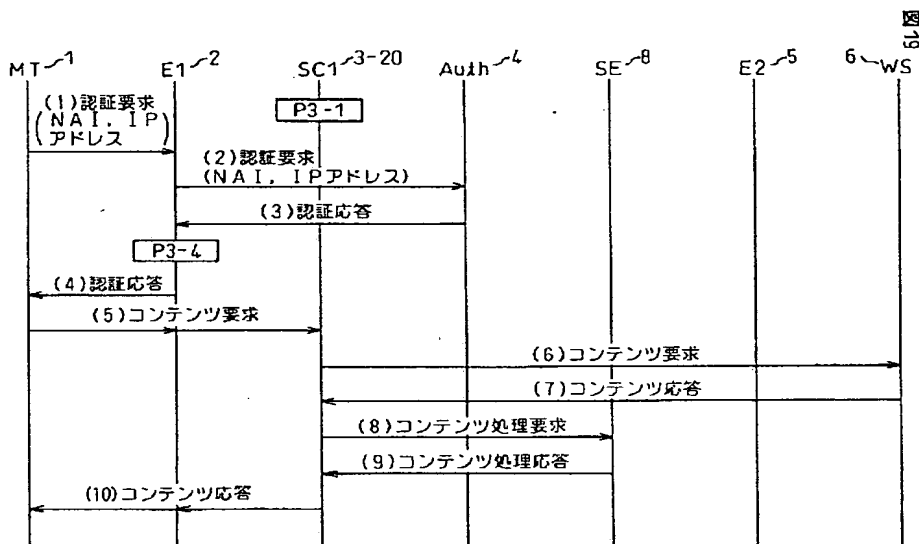 図19
MT 1
E1 2
SC1 3-20
Auth 4
SE 8
E2 5
6 WS
P3-1
(1)認証要求
(NAI, IP
アドレス)
(2)認証要求
(NAI, IPアドレス)
(3)認証応答
P3-4
(4)認証応答
(5)コンテンツ要求
(6)コンテンツ要求
(7)コンテンツ応答
(8)コンテンツ処理要求
(9)コンテンツ処理応答
(10)コンテンツ応答